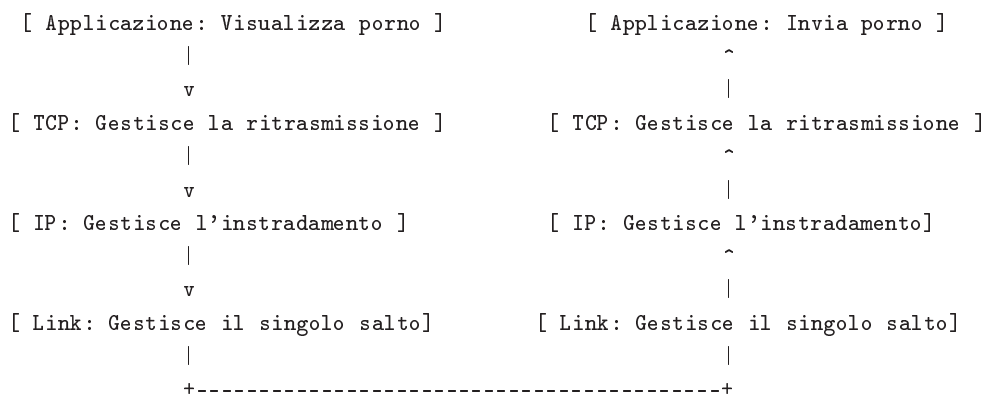 [ Applicazione: Visualizza porno ] [ Applicazione: Invia porno ]
| ^
v |
[ TCP: Gestisce la ritrasmissione ] [ TCP: Gestisce la ritrasmissione ]
| ^
v |
[ IP: Gestisce l'instradamento ] [ IP: Gestisce l'instradamento]
| ^
v |
[ Link: Gestisce il singolo salto] [ Link: Gestisce il singolo salto]
| |
+------------------------------------------+